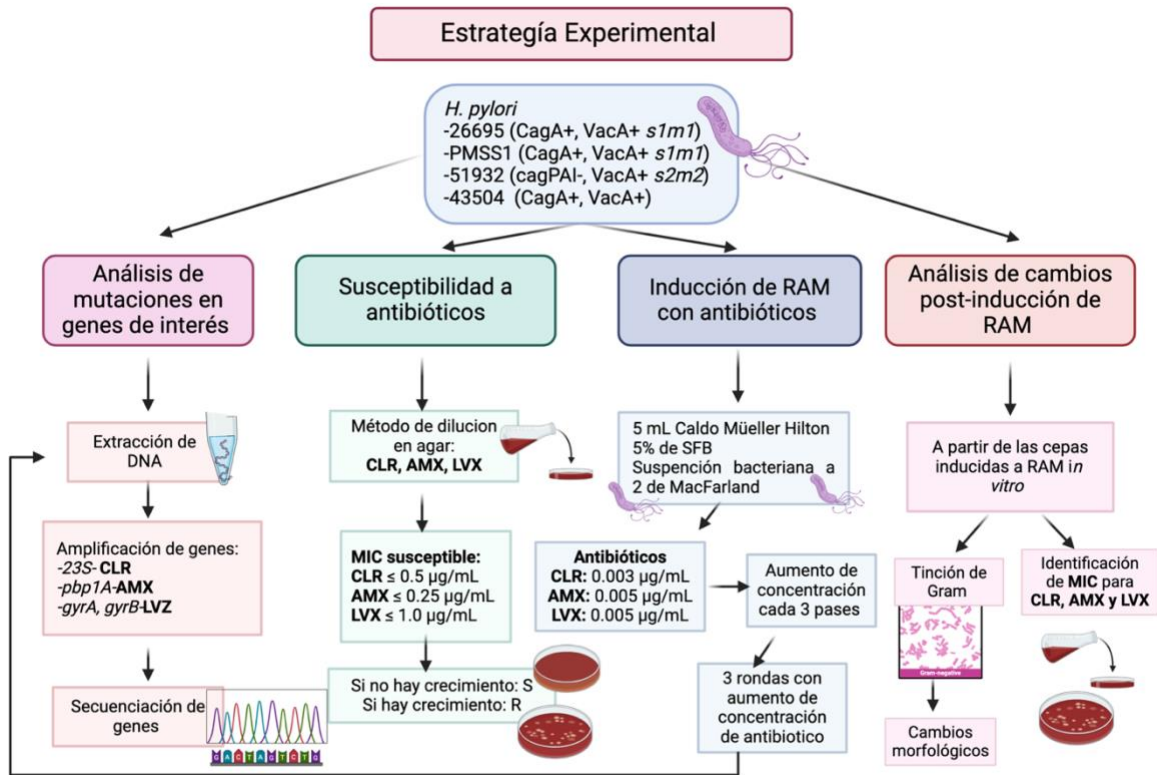 Estrategía Experimental
H. pylori
-26695 (CagA+, VacA+ s1m1)
-PMSS1 (CagA+, VacA+ s1m1)
-51932 (cagPAI-, VacA+ s2m2)
-43504 (CagA+, VacA+)
Análisis de
mutaciones en
genes de interés
Extracción de
DNA
Amplificación de genes:
-23S- CLR
-pbp1A-AMX
-gyrA, gyrB-LVZ
Secuenciación de
genes
G A C T A G T C T G
Susceptibilidad a
antibióticos
Método de dilucion
en agar:
CLR, AMX, LVX
MIC susceptible:
CLR ≤ 0.5 µg/mL
AMX ≤ 0.25 µg/mL
LVX ≤ 1.0 µg/mL
Si no hay crecimiento: S
Si hay crecimiento: R
Inducción de RAM
con antibióticos
5 mL Caldo Müeller Hilton
5% de SFB
Suspención bacteriana a
2 de MacFarland
Antibióticos
CLR: 0.003 µg/mL
AMX: 0.005 µg/mL
LVX: 0.005 µg/mL
Aumento de
concentración
cada 3 pases
3 rondas con
aumento de
concentración
de antibiotico
Análisis de cambios
post-inducción de
RAM
A partir de las cepas
inducidas a RAM in
vitro
Tinción de
Gram
Gram-negative
Cambios
morfológicos
Identificación
de MIC para
CLR, AMX y LVX